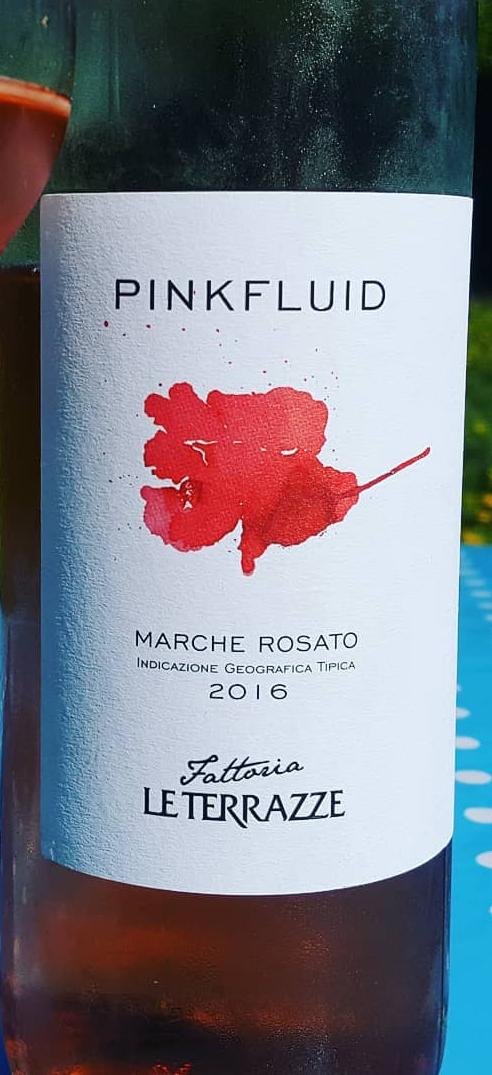 PINKFLUID
MARCHE ROSATO
INDICAZIONE GEOGRAFICA TIPICA
2016
Fattoria
LE TERRAZZE